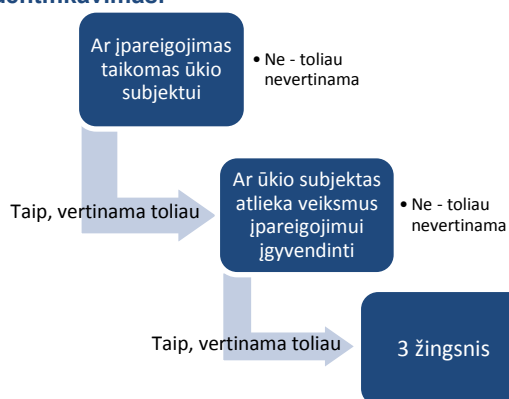 Ar įpareigojimas
taikomas ūkio
subjektui
• Ne - toliau
nevertinama
Taip, vertinama toliau
Ar ūkio subjektas
atlieka veiksmus
įpareigojimui
įgyvendinti
• Ne - toliau
nevertinama
Taip, vertinama toliau
3 žingsnis